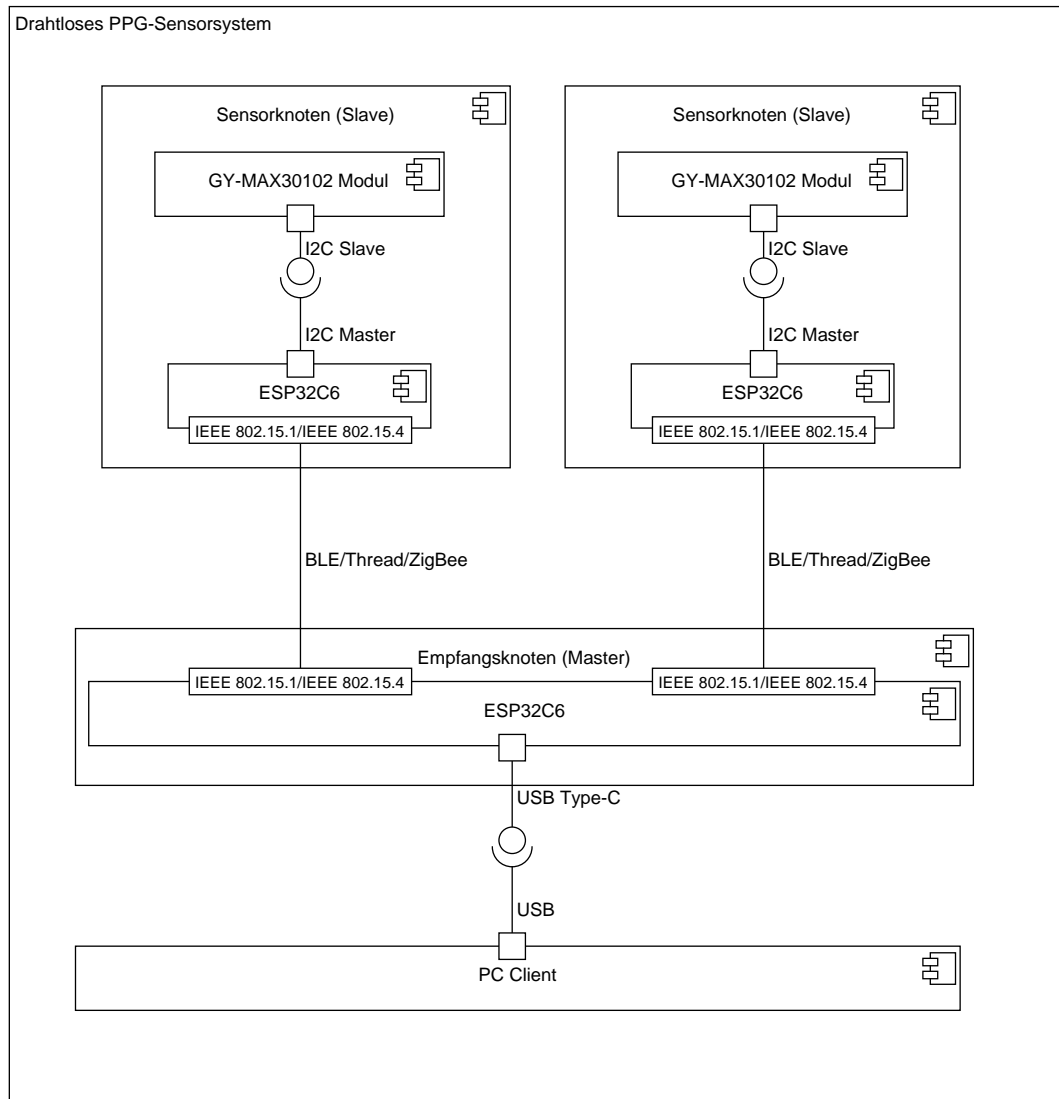 Drahtloses PPG-Sensorsystem
Sensorknoten (Slave)
GY-MAX30102 Modul
I2C Slave
I2C Master
ESP32C6
IEEE 802.15.1/IEEE 802.15.4
Sensorknoten (Slave)
GY-MAX30102 Modul
I2C Slave
I2C Master
ESP32C6
IEEE 802.15.1/IEEE 802.15.4
BLE/Thread/ZigBee
BLE/Thread/ZigBee
Empfangsknoten (Master)
IEEE 802.15.1/IEEE 802.15.4
IEEE 802.15.1/IEEE 802.15.4
ESP32C6
USB Type-C
USB
PC Client